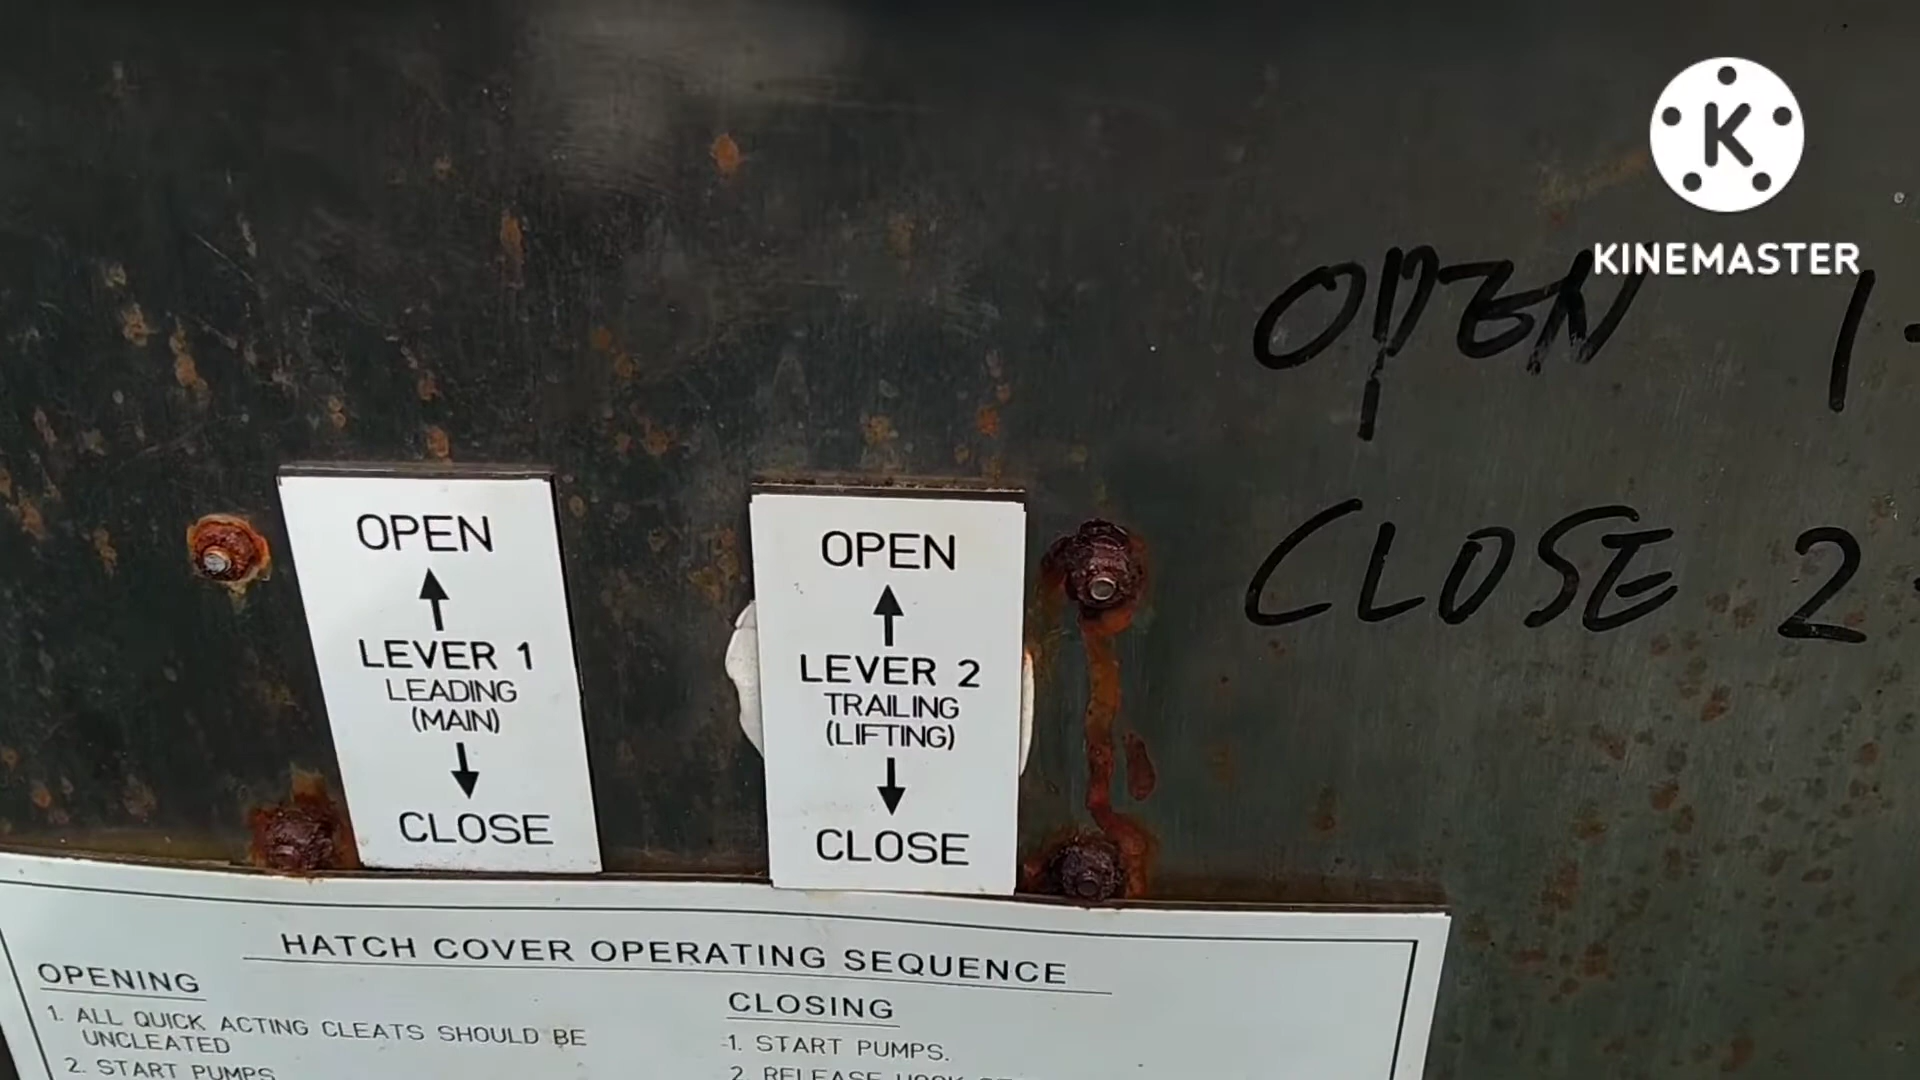 K
KINEMASTER
OPEN 1
CLOSE 2
OPEN
LEVER 1
LEADING
(MAIN)
CLOSE
OPEN
LEVER 2
TRAILING
(LIFTING)
CLOSE
HATCH COVER OPERATING SEQUENCE
OPENING
1. ALL QUICK ACTING CLEATS SHOULD BE
UNCLEATED
2. START PUMPS
CLOSING
1. START PUMPS.
2. RELEASE HOOK